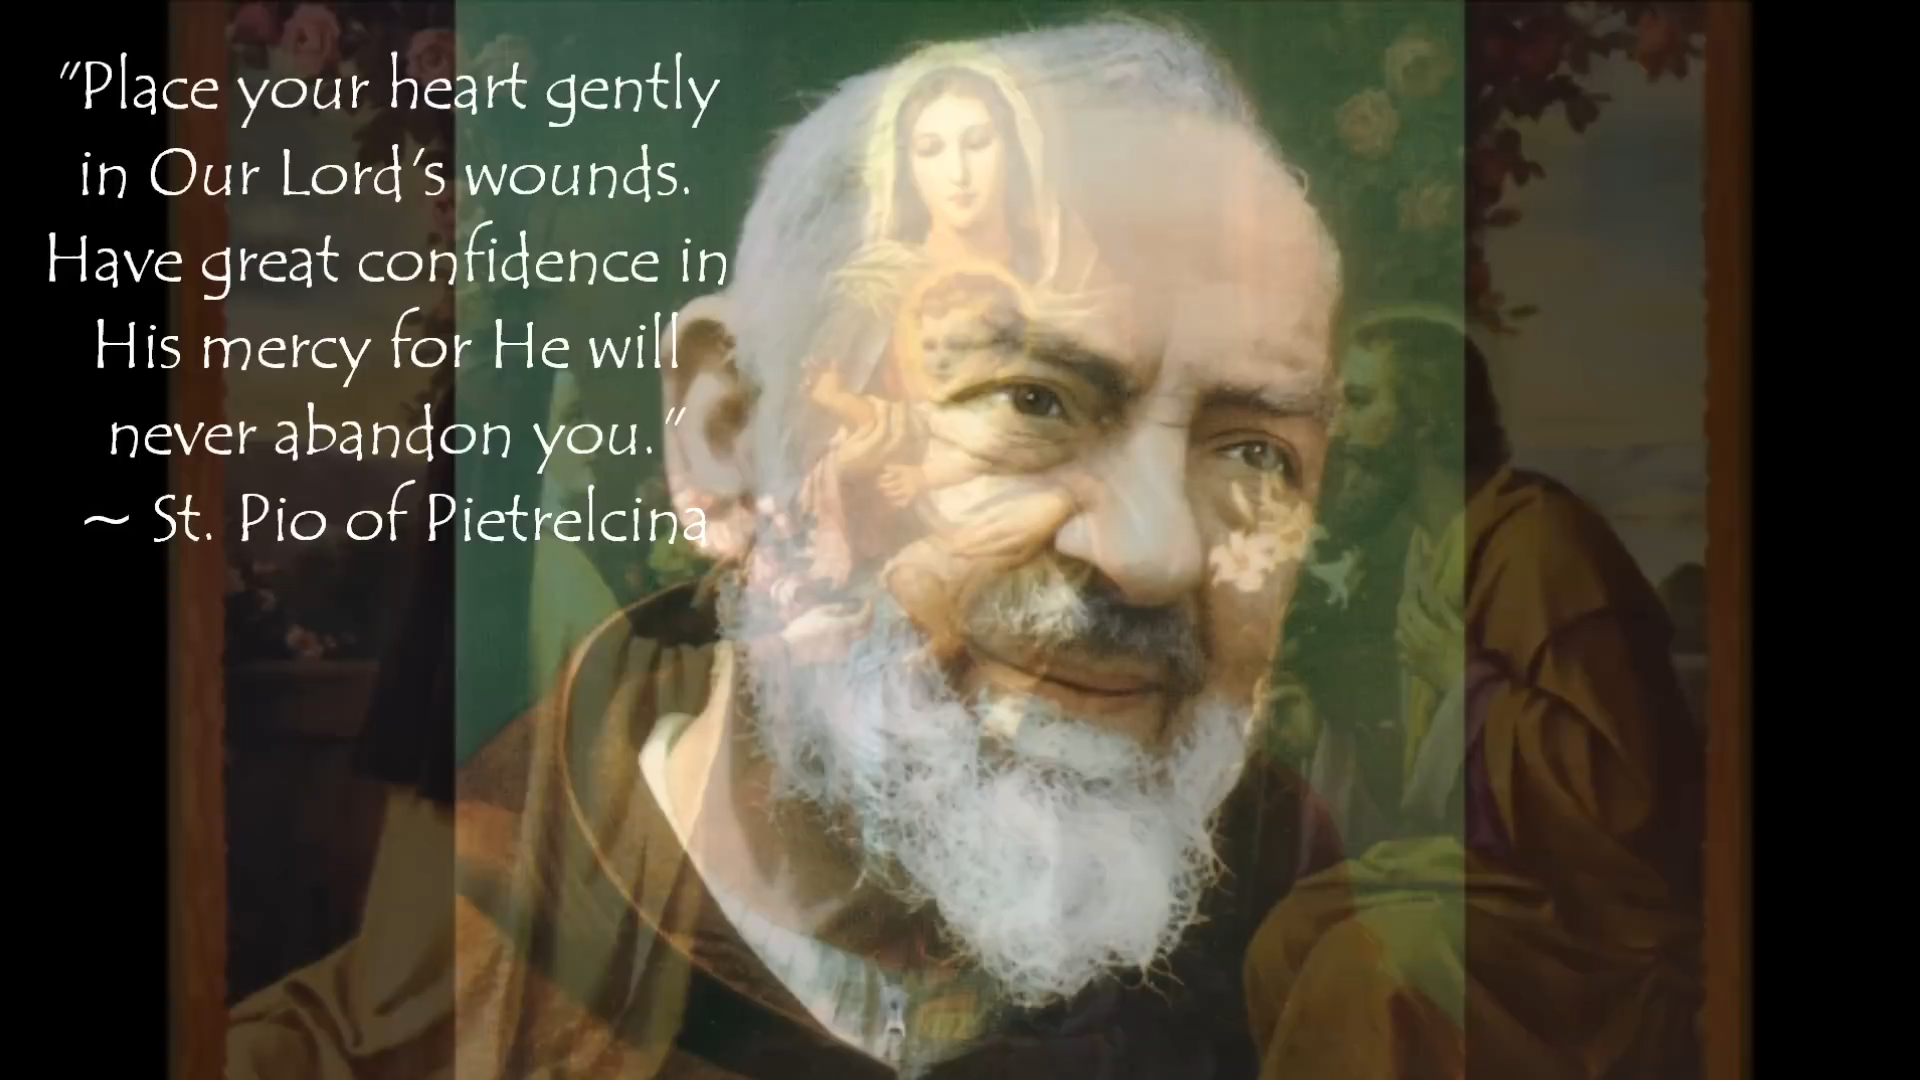 "Place your heart gently
in Our Lord's wounds.
Have great confidence in
His mercy for He will
never abandon you."
~ St. Pio of Pietrelcina